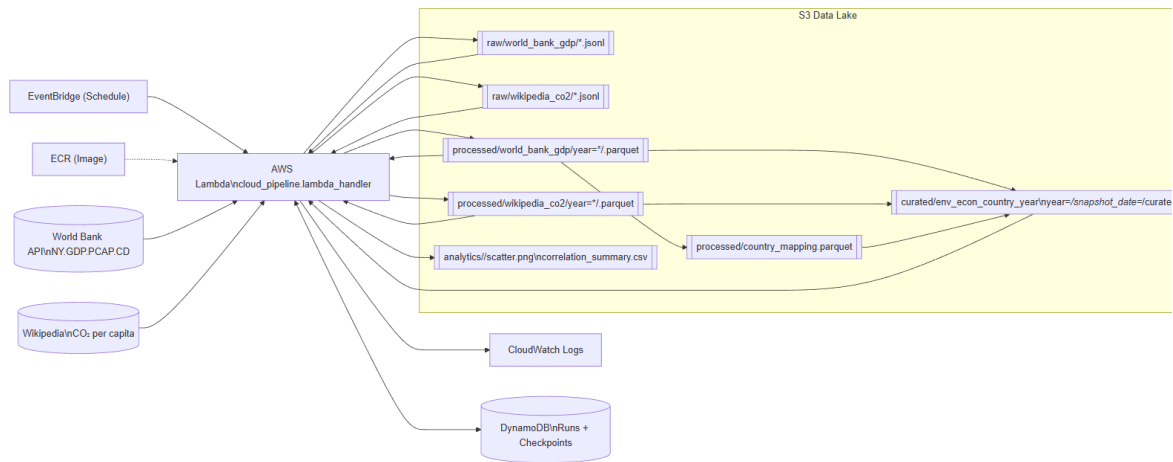 S3 Data Lake
raw/world_bank_gdp/*.jsonl
EventBridge (Schedule)
raw/wikipedia_co2/*.jsonl
ECR (Image)
AWS
Lambda\ncloud_pipeline.lambda_handler
processed/world_bank_gdp/year=*/.parquet
processed/wikipedia_co2/year=*/.parquet
curated/env_econ_country_year\nyear=/snapshot_date=/curate
World Bank
API\nNY.GDP.PCAP.CD
processed/country_mapping.parquet
analytics//scatter.png\ncorrelation_summary.csv
Wikipedia\nCO₂ per capita
CloudWatch Logs
DynamoDB\nRuns +
Checkpoints